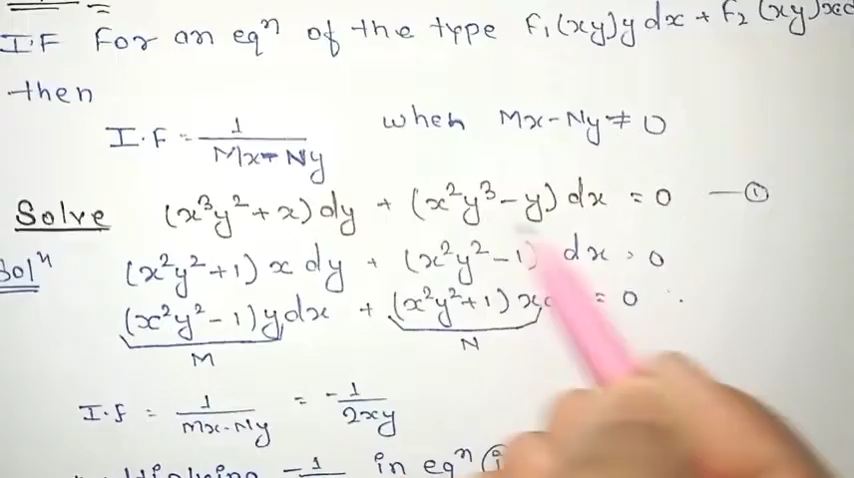 I.F For an eqⁿ of the type F₁(xy)y dx + F₂(xy)xd
then
I.F = 1/(Mx-Ny) when Mx-Ny≠0
Solve (x³y²+x)dy + (x²y³-y)dx = 0 —①
Solⁿ (x²y²+1) x dy + (x²y²-1) dx = 0
(x²y²-1)ydx + (x²y²+1)x = 0
M N
I.f = 1/(Mx-Ny) = -1/(2xy)
-1 in eqⁿ